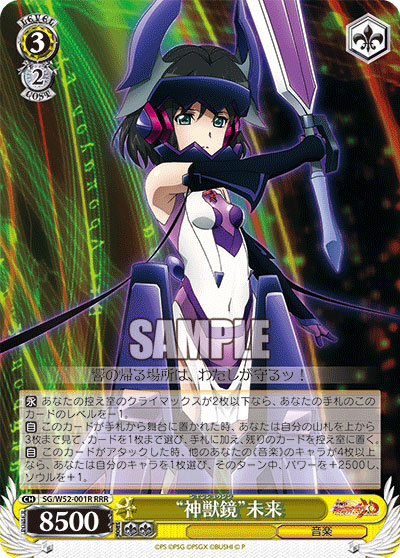 LEVEL
3
2
COST
SAMPLE
響の帰る場所は、わたしが守るッ!
永 あなたの控え室のクライマックスが2枚以下なら、あなたの手札のこの
カードのレベルを-1。
自 このカードが手札から舞台に置かれた時、あなたは自分の山札を上から
3枚まで見て、カードを1枚まで選び、手札に加え、残りのカードを控え室に置く。
自 このカードがアタックした時、他のあなたの《音楽》のキャラが4枚以上
なら、あなたは自分のキャラを1枚選び、そのターン中、パワーを+2500し、
ソウルを+1。
CH SG/W52-001R RRR
8500
“神獣鏡”未来
音楽
©PS ©PSG ©PSGX ©BUSHI © P